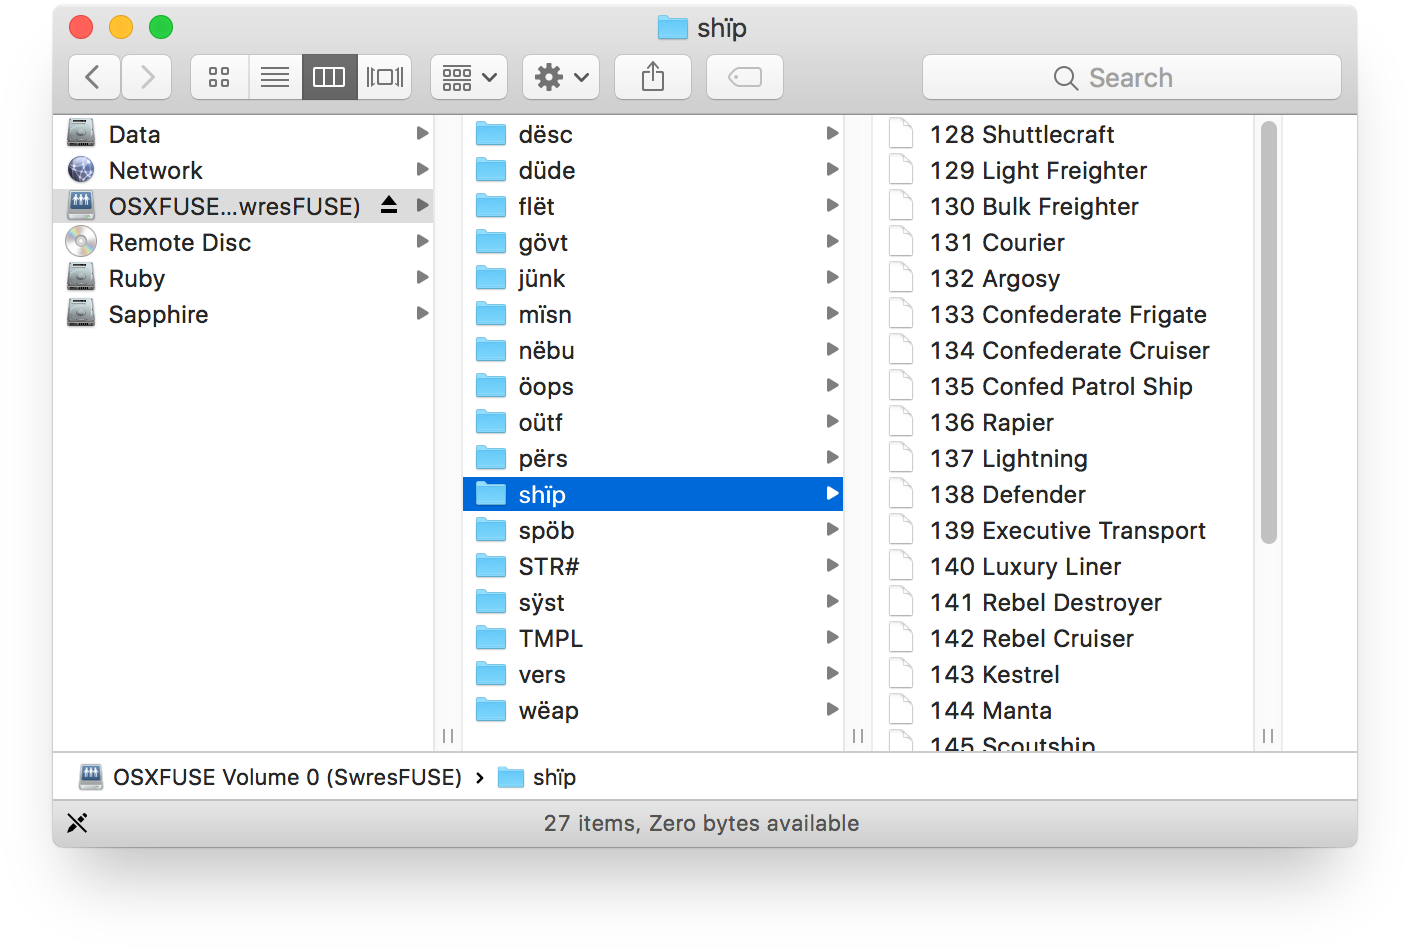 shïp
Search
Data
Network
OSXFUSE...wresFUSE)
Remote Disc
Ruby
Sapphire
dësc
düde
flët
gövt
jünk
mïsn
nëbu
öops
oütf
përs
shïp
spöb
STR#
sÿst
TMPL
vers
wëap
128 Shuttlecraft
129 Light Freighter
130 Bulk Freighter
131 Courier
132 Argosy
133 Confederate Frigate
134 Confederate Cruiser
135 Confed Patrol Ship
136 Rapier
137 Lightning
138 Defender
139 Executive Transport
140 Luxury Liner
141 Rebel Destroyer
142 Rebel Cruiser
143 Kestrel
144 Manta
145 Scoutship
OSXFUSE Volume 0 (SwresFUSE) › shïp
27 items, Zero bytes available